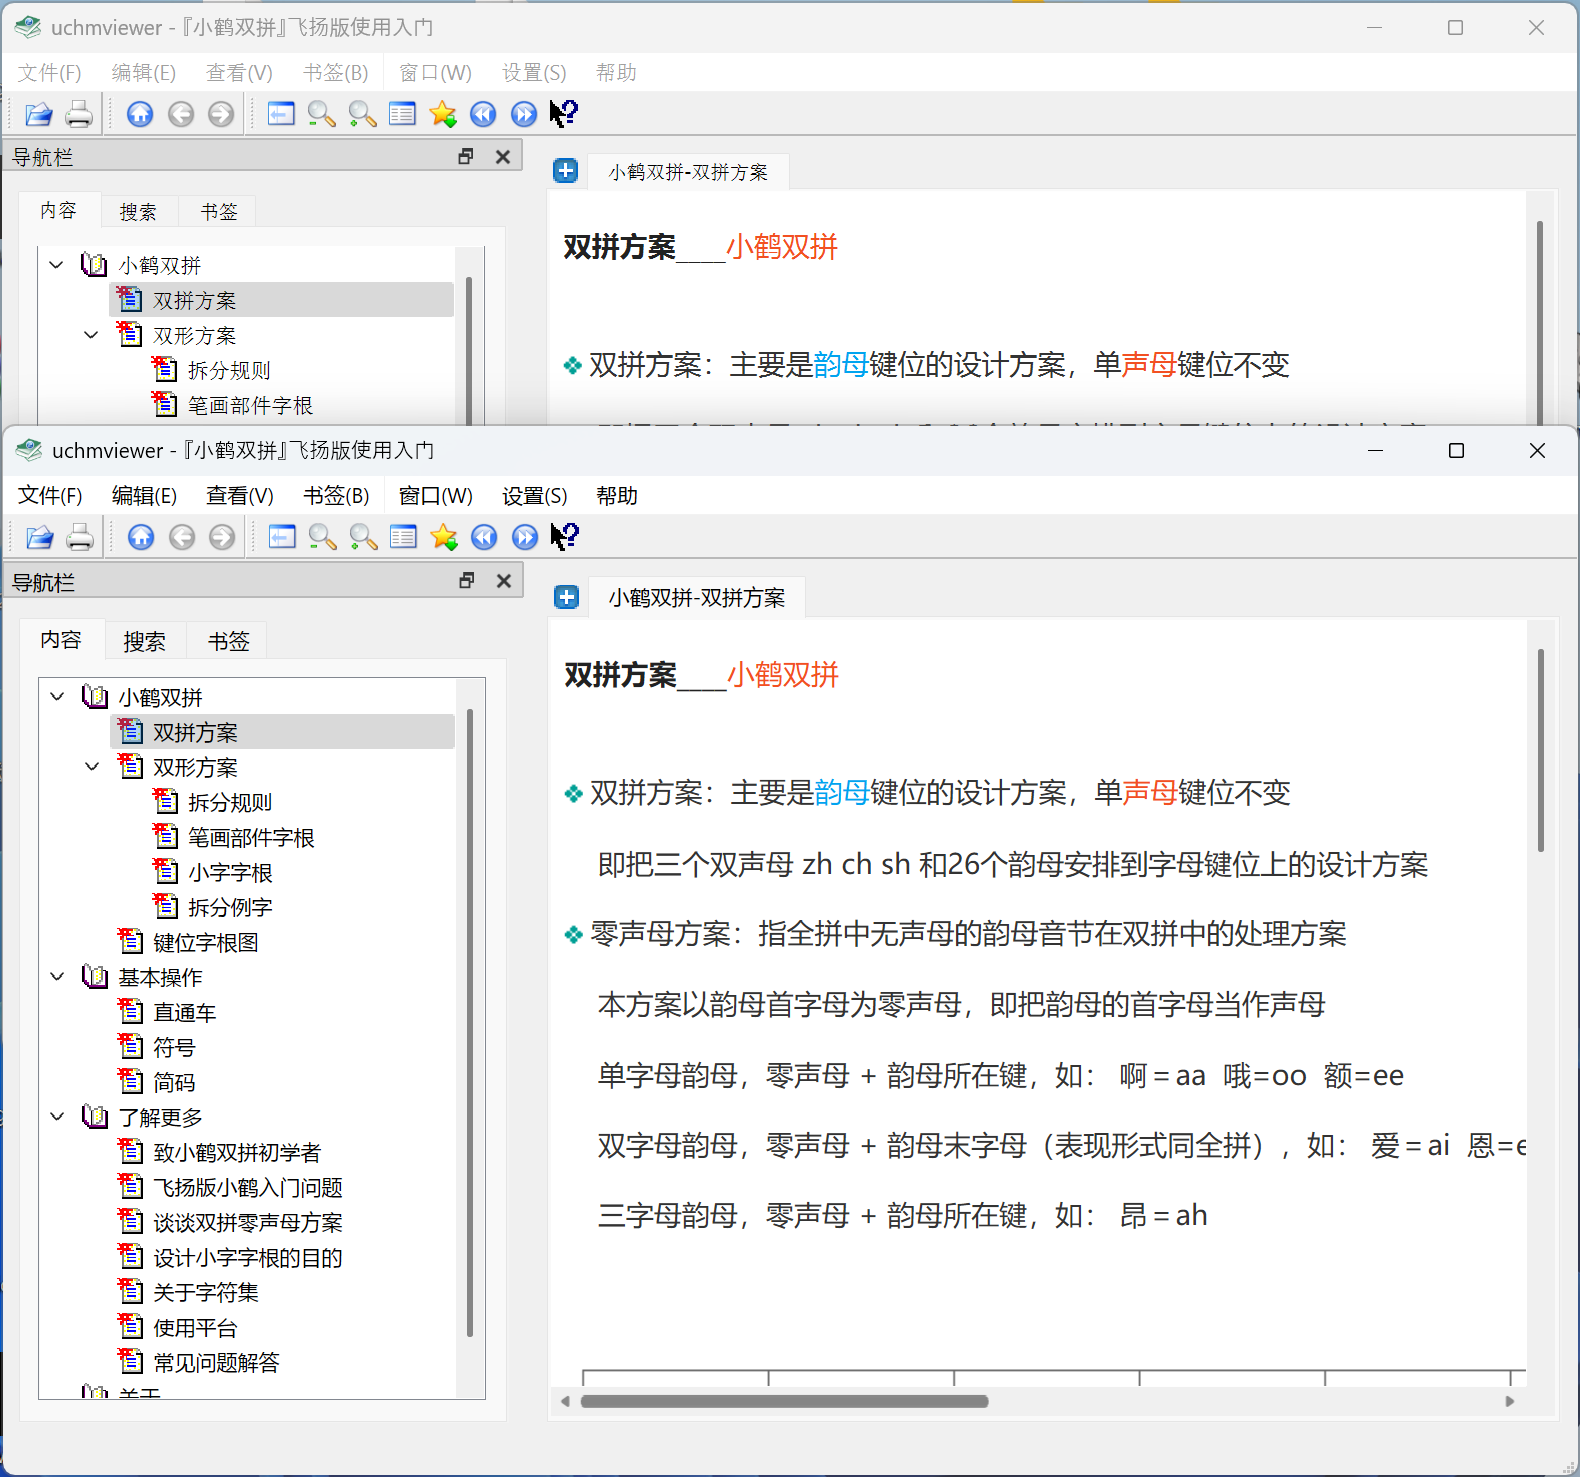 uchmviewer - 『小鹤双拼』飞扬版使用入门
文件(F) 编辑(E) 查看(V) 书签(B) 窗口(W) 设置(S) 帮助
导航栏
内容 搜索 书签
小鹤双拼
双拼方案
双形方案
拆分规则
笔画部件字根
小鹤双拼-双拼方案
双拼方案____小鹤双拼
双拼方案：主要是韵母键位的设计方案，单声母键位不变
uchmviewer - 『小鹤双拼』飞扬版使用入门
文件(F) 编辑(E) 查看(V) 书签(B) 窗口(W) 设置(S) 帮助
导航栏
内容 搜索 书签
小鹤双拼
双拼方案
双形方案
拆分规则
笔画部件字根
小字字根
拆分例字
键位字根图
基本操作
直通车
符号
简码
了解更多
致小鹤双拼初学者
飞扬版小鹤入门问题
谈谈双拼零声母方案
设计小字字根的目的
关于字符集
使用平台
常见问题解答
关于
小鹤双拼-双拼方案
双拼方案____小鹤双拼
双拼方案：主要是韵母键位的设计方案，单声母键位不变
即把三个双声母 zh ch sh 和26个韵母安排到字母键位上的设计方案
零声母方案：指全拼中无声母的韵母音节在双拼中的处理方案
本方案以韵母首字母为零声母，即把韵母的首字母当作声母
单字母韵母，零声母 + 韵母所在键，如： 啊＝aa 哦=oo 额=ee
双字母韵母，零声母 + 韵母末字母（表现形式同全拼），如： 爱＝ai 恩=e
三字母韵母，零声母 + 韵母所在键，如： 昂＝ah